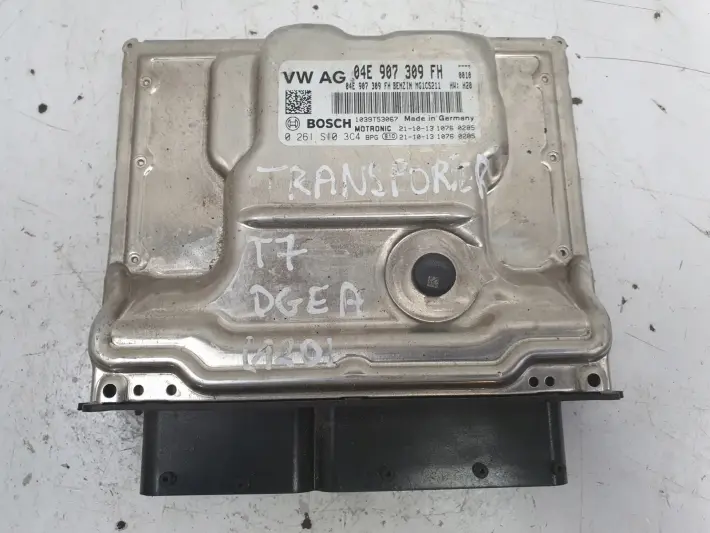 VW AG 04E 907 309 FH 0010
04E 907 309 FH BENZIN MG1CS211 HW: H20
BOSCH 1039T53067 Made in Germany
MOTRONIC 21-10-13 1076 0205
0 261 S10 3C4 BPG 21-10-13 1076 0205
TRANSPORTER
T7
DGEA